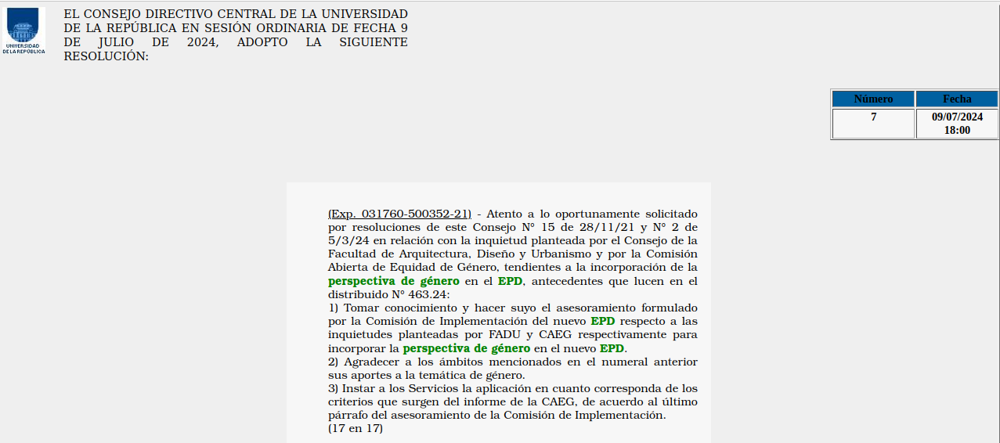 UNIVERSIDAD
DE LA REPÚBLICA
EL CONSEJO DIRECTIVO CENTRAL DE LA UNIVERSIDAD
DE LA REPÚBLICA EN SESIÓN ORDINARIA DE FECHA 9
DE JULIO DE 2024, ADOPTO LA SIGUIENTE
RESOLUCIÓN:
Número Fecha
7 09/07/2024
18:00
(Exp. 031760-500352-21) - Atento a lo oportunamente solicitado
por resoluciones de este Consejo N° 15 de 28/11/21 y N° 2 de
5/3/24 en relación con la inquietud planteada por el Consejo de la
Facultad de Arquitectura, Diseño y Urbanismo y por la Comisión
Abierta de Equidad de Género, tendientes a la incorporación de la
perspectiva de género en el EPD, antecedentes que lucen en el
distribuido N° 463.24:
1) Tomar conocimiento y hacer suyo el asesoramiento formulado
por la Comisión de Implementación del nuevo EPD respecto a las
inquietudes planteadas por FADU y CAEG respectivamente para
incorporar la perspectiva de género en el nuevo EPD.
2) Agradecer a los ámbitos mencionados en el numeral anterior
sus aportes a la temática de género.
3) Instar a los Servicios la aplicación en cuanto corresponda de los
criterios que surgen del informe de la CAEG, de acuerdo al último
párrafo del asesoramiento de la Comisión de Implementación.
(17 en 17)